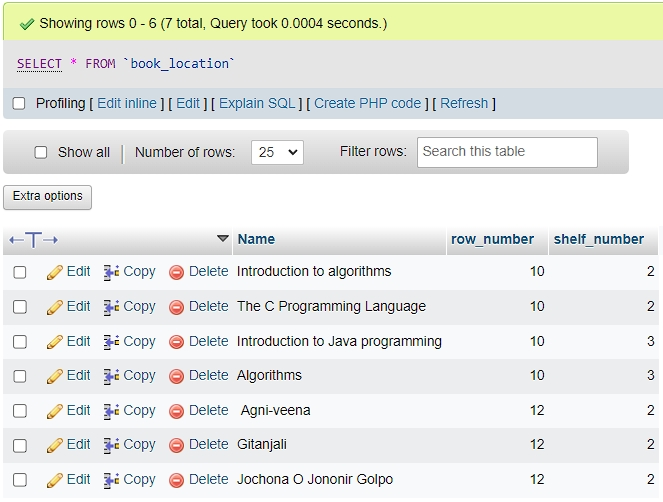 Showing rows 0 - 6 (7 total, Query took 0.0004 seconds.)
SELECT * FROM `book_location`
Profiling [ Edit inline ] [ Edit ] [ Explain SQL ] [ Create PHP code ] [ Refresh ]
Show all | Number of rows: 25 Filter rows: Search this table
Extra options
←T→ Name row_number shelf_number
Edit Copy Delete Introduction to algorithms 10 2
Edit Copy Delete The C Programming Language 10 2
Edit Copy Delete Introduction to Java programming 10 3
Edit Copy Delete Algorithms 10 3
Edit Copy Delete Agni-veena 12 2
Edit Copy Delete Gitanjali 12 2
Edit Copy Delete Jochona O Jononir Golpo 12 2